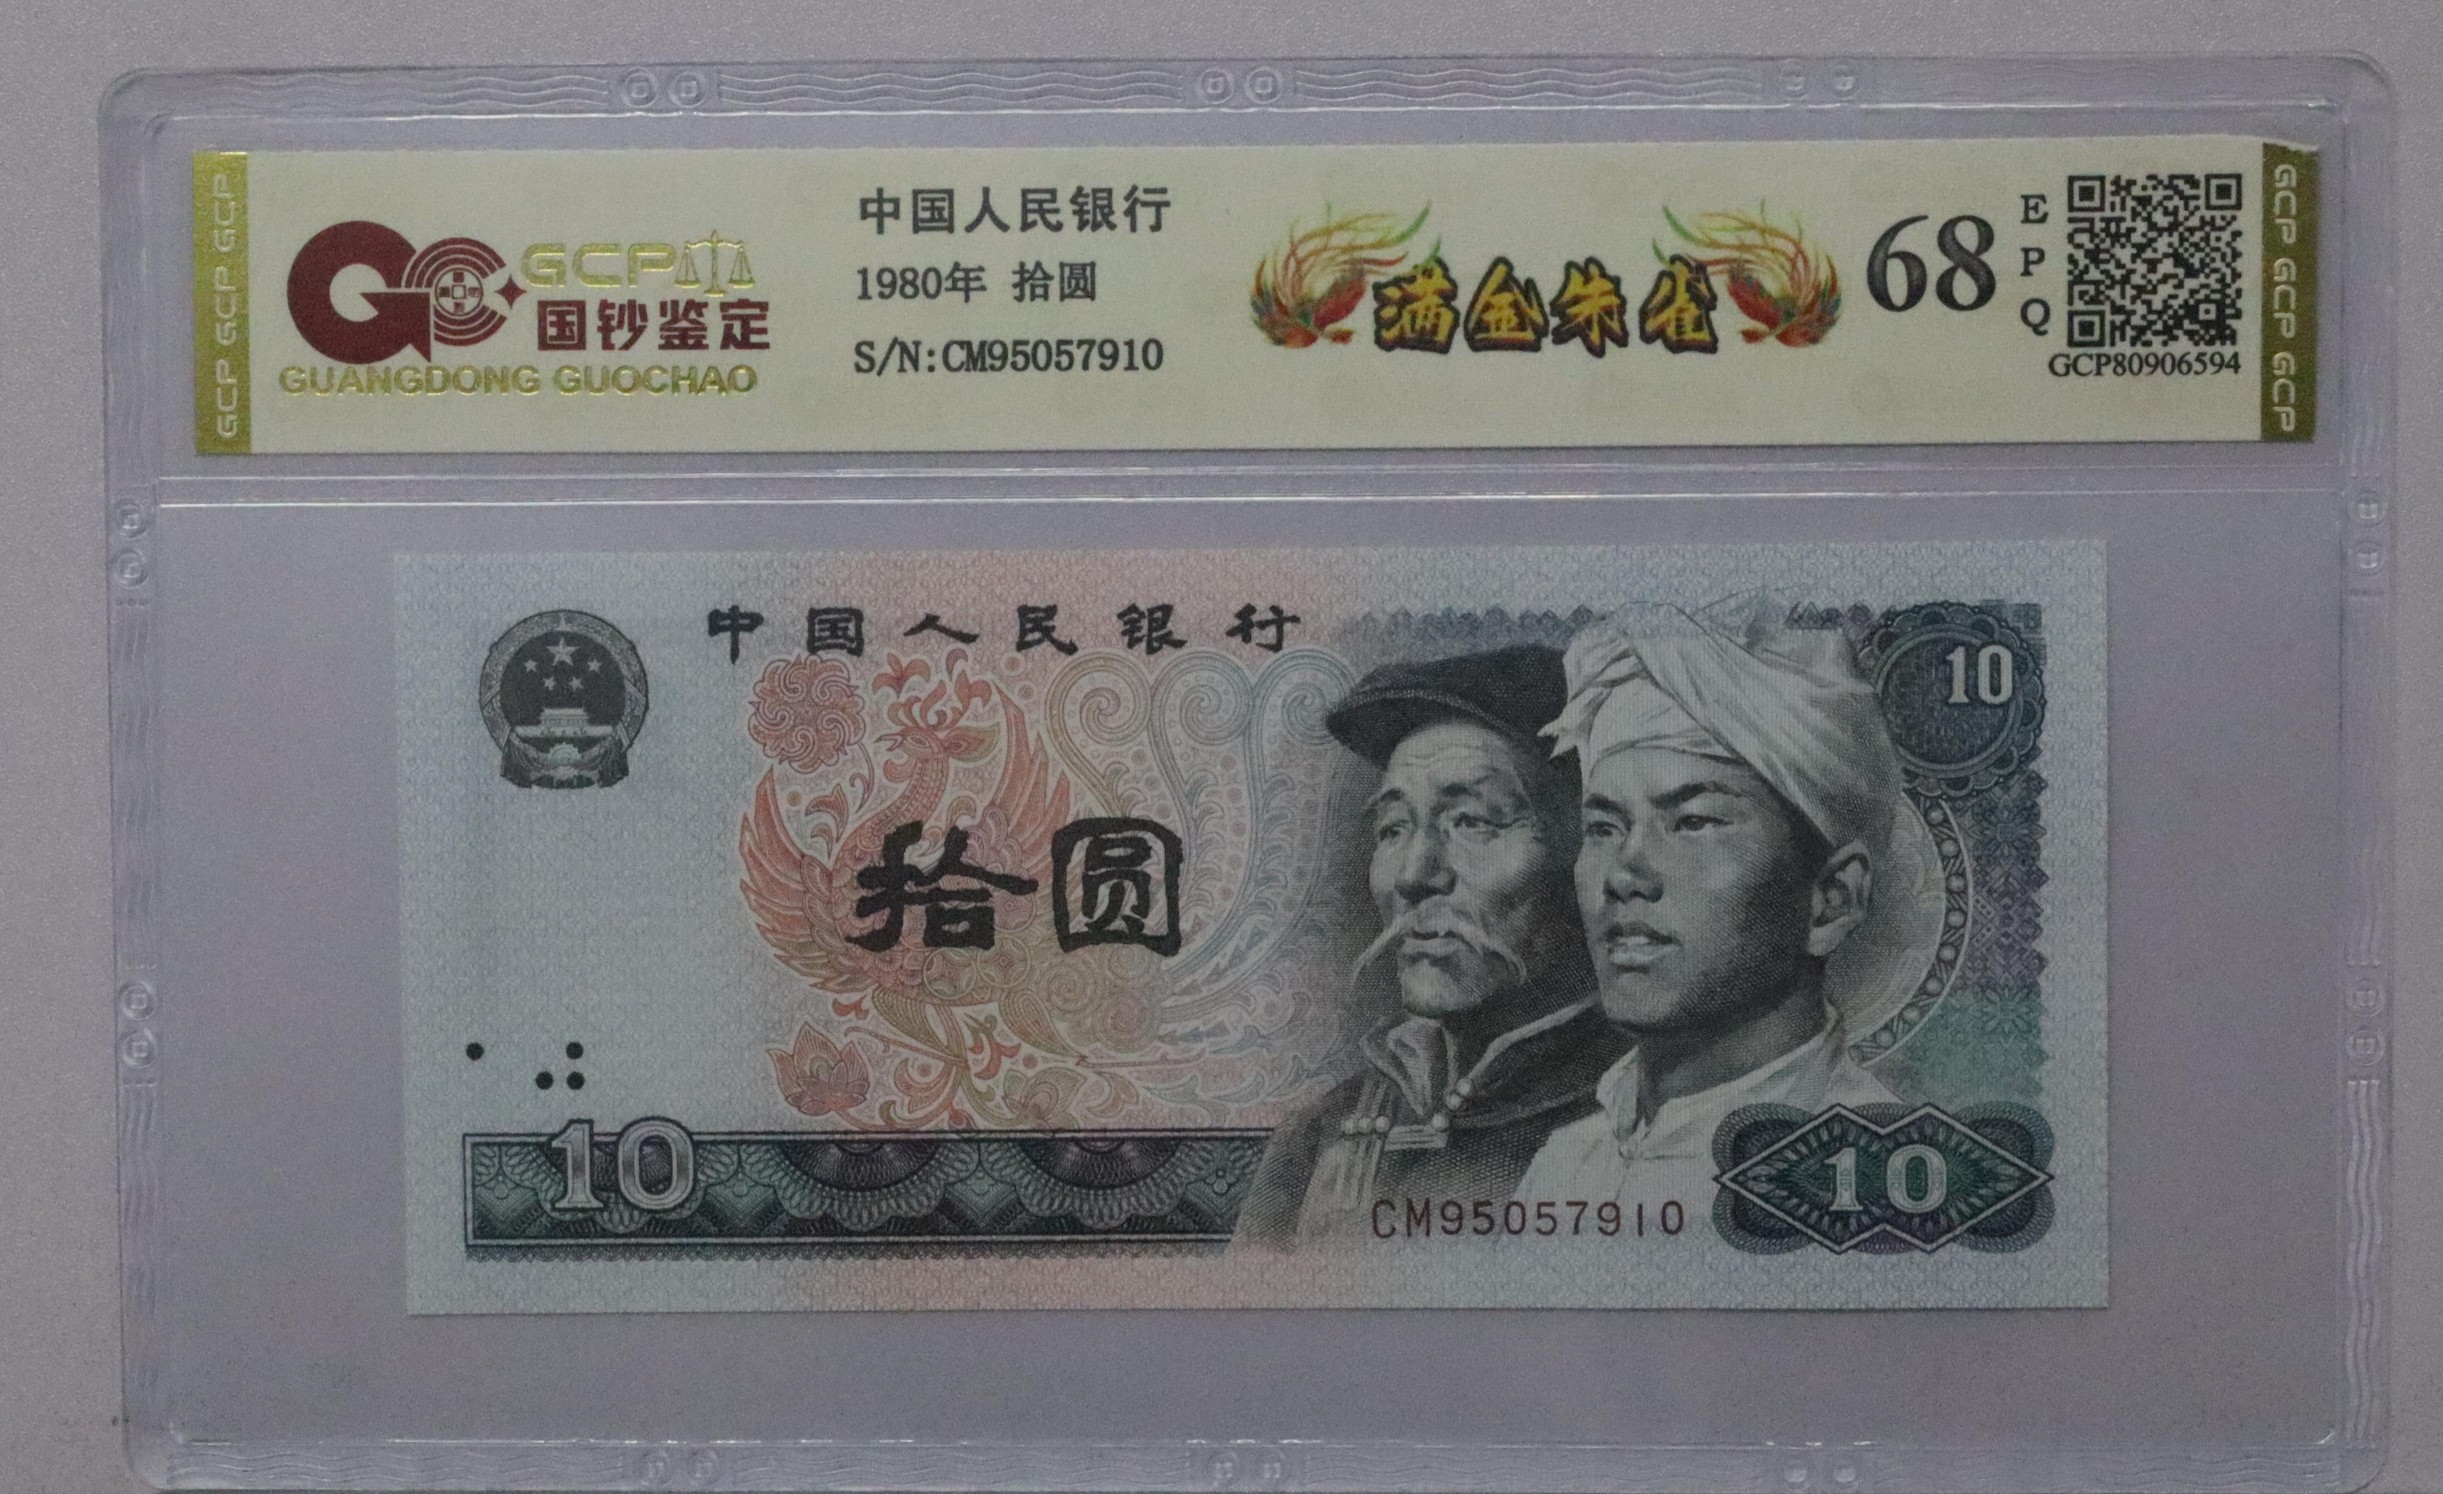 GCP GCP GCP
GCP
国钞鉴定
GUANGDONG GUOCHAO
中国人民银行
1980年 拾圆
S/N:CM95057910
满金朱雀
68
E
P
Q
GCP80906594
GCP GCP GCP
中国人民银行
10
拾圆
10
CM95057910
10